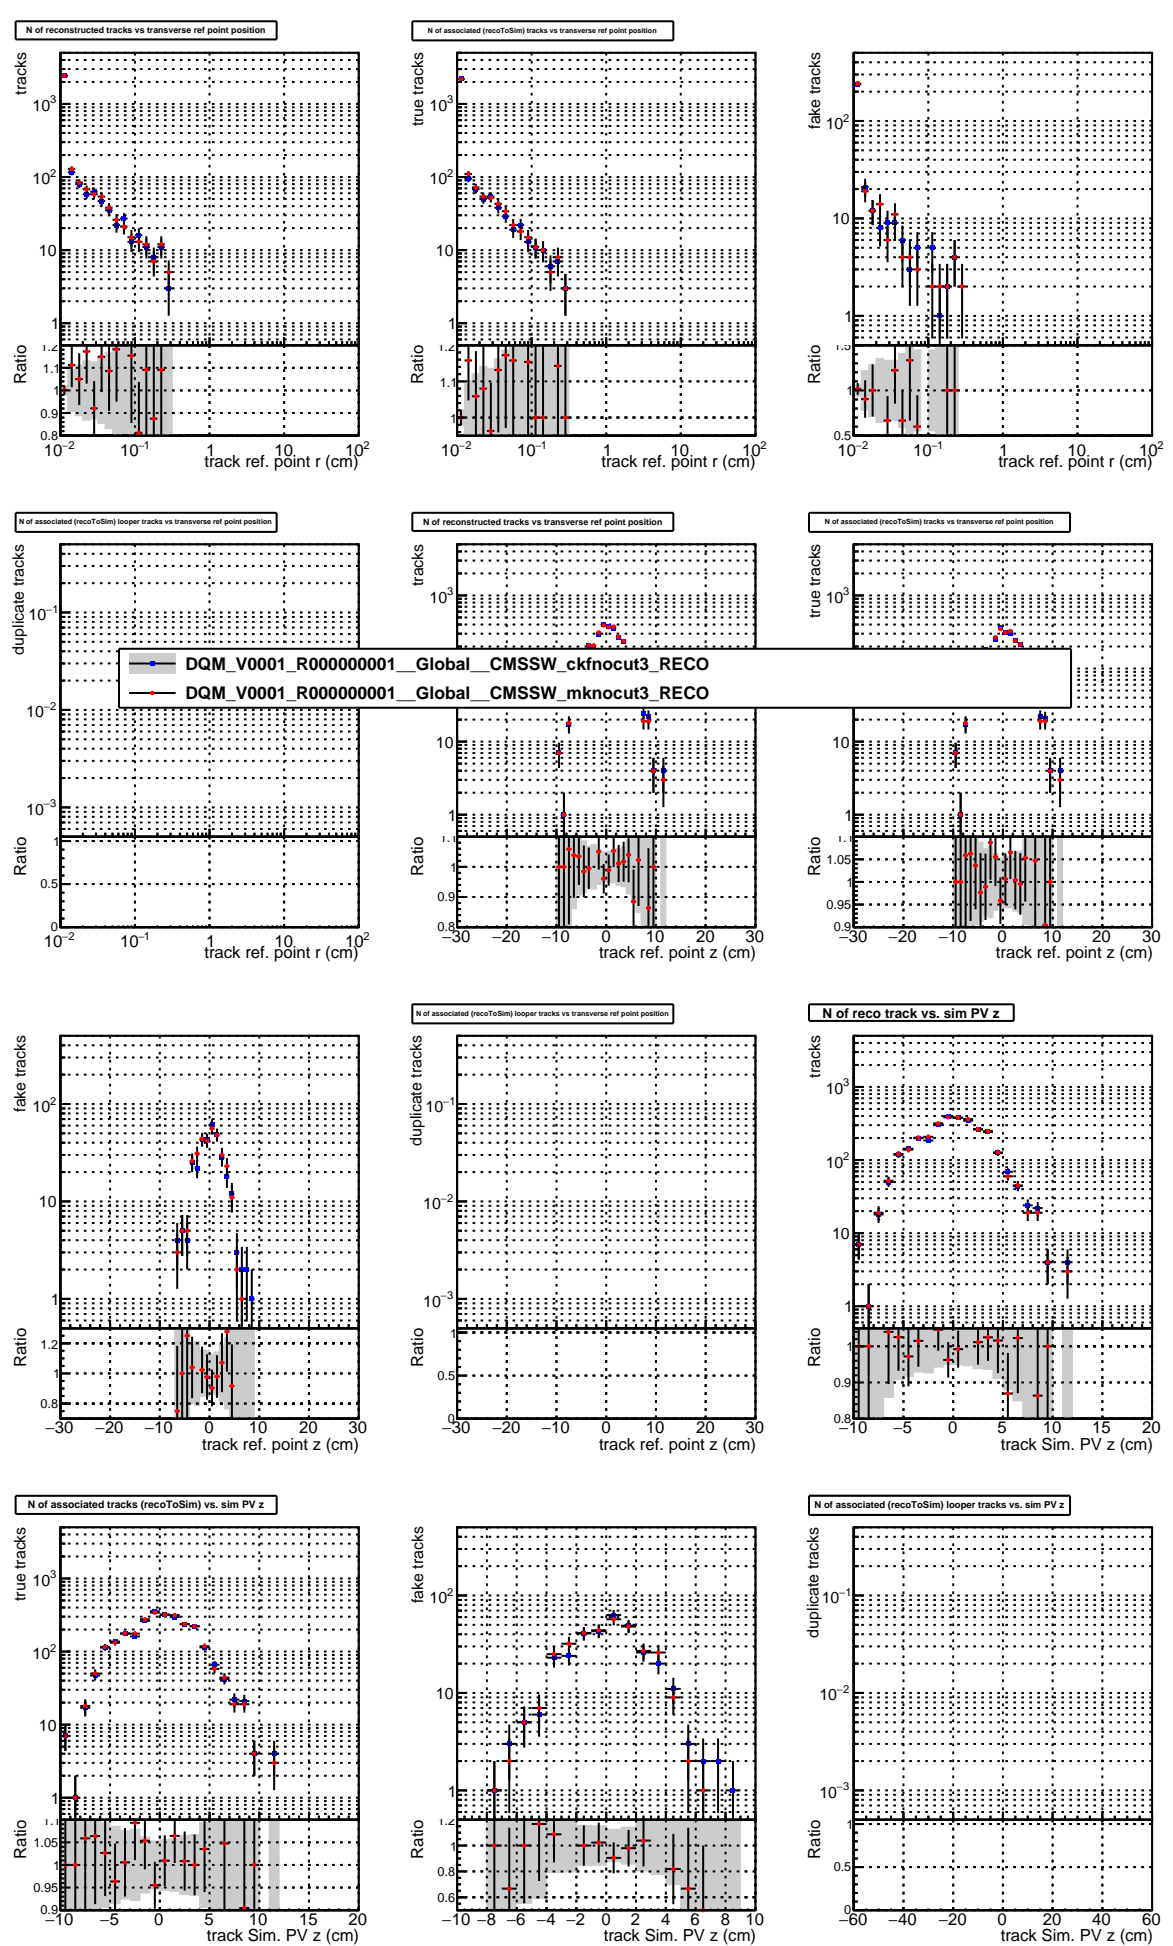 N of reconstructed tracks vs transverse ref point position
tracks
10³
10²
10
1
Ratio
1.2
1.1
1
0.9
0.8
10⁻² 10⁻¹ 1 10 10²
track ref. point r (cm)
N of associated (recoToSim) tracks vs transverse ref point position
true tracks
10³
10²
10
1
Ratio
1.2
1.1
1
10⁻² 10⁻¹ 1 10 10²
track ref. point r (cm)
fake tracks
10²
10
1
Ratio
1.5
1
0.5
10⁻² 10⁻¹ 1 10 10²
track ref. point r (cm)
N of associated (recoToSim) looper tracks vs transverse ref point position
duplicate tracks
10⁻¹
10⁻²
10⁻³
Ratio
1
0.5
0
10⁻² 10⁻¹ 1 10 10²
track ref. point r (cm)
N of reconstructed tracks vs transverse ref point position
tracks
10³
10
1
Ratio
1.1
1
0.9
0.8
−30 −20 −10 0 10 20 30
track ref. point z (cm)
N of associated (recoToSim) tracks vs transverse ref point position
true tracks
10³
10
1
Ratio
1.1
1.05
1
0.95
0.9
−30 −20 −10 0 10 20 30
track ref. point z (cm)
DQM_V0001_R000000001__Global__CMSSW_ckfnocut3_RECO
DQM_V0001_R000000001__Global__CMSSW_mknocut3_RECO
fake tracks
10²
10
1
Ratio
1.2
1
0.8
−30 −20 −10 0 10 20 30
track ref. point z (cm)
N of associated (recoToSim) looper tracks vs transverse ref point position
duplicate tracks
10⁻¹
10⁻²
10⁻³
Ratio
1
0.5
0
−30 −20 −10 0 10 20 30
track ref. point z (cm)
N of reco track vs. sim PV z
tracks
10³
10²
10
1
Ratio
1
0.9
0.8
−10 −5 0 5 10 15 20
track Sim. PV z (cm)
N of associated tracks (recoToSim) vs. sim PV z
true tracks
10³
10²
10
1
Ratio
1.1
1.05
1
0.95
0.9
−10 −5 0 5 10 15 20
track Sim. PV z (cm)
fake tracks
10²
10
1
Ratio
1.2
1
0.8
0.6
−10 −8 −6 −4 −2 0 2 4 6 8 10
track Sim. PV z (cm)
N of associated (recoToSim) looper tracks vs. sim PV z
duplicate tracks
10⁻¹
10⁻²
10⁻³
Ratio
1
0.5
0
−60 −40 −20 0 20 40 60
track Sim. PV z (cm)